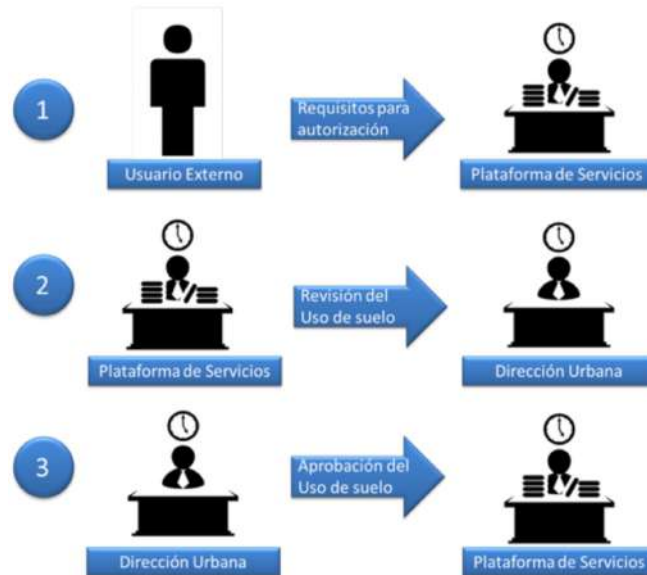 1
Usuario Externo
Requisitos para
autorización
Plataforma de Servicios
2
Plataforma de Servicios
Revisión del
Uso de suelo
Dirección Urbana
3
Dirección Urbana
Aprobación del
Uso de suelo
Plataforma de Servicios